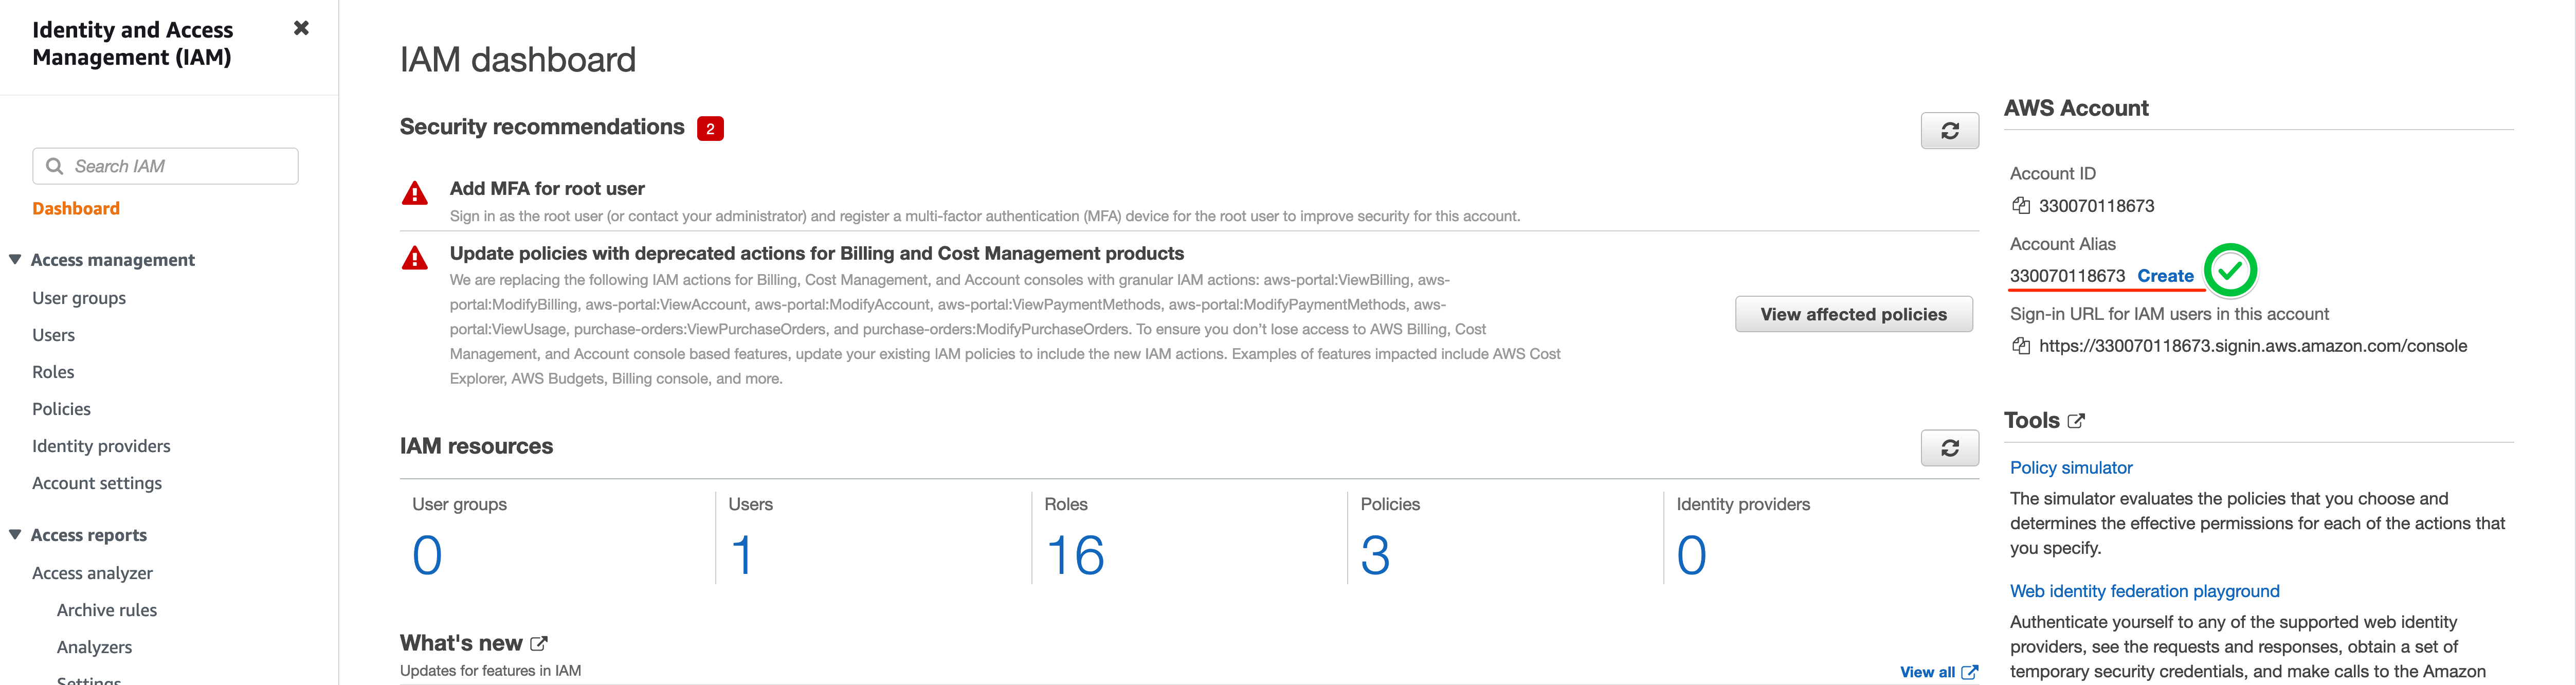 Identity and Access
Management (IAM)
Search IAM
Dashboard
Access management
User groups
Users
Roles
Policies
Identity providers
Account settings
Access reports
Access analyzer
Archive rules
Analyzers
Settings
IAM dashboard
Security recommendations 2
Add MFA for root user
Sign in as the root user (or contact your administrator) and register a multi-factor authentication (MFA) device for the root user to improve security for this account.
Update policies with deprecated actions for Billing and Cost Management products
We are replacing the following IAM actions for Billing, Cost Management, and Account consoles with granular IAM actions: aws-portal:ViewBilling, aws-
portal:ModifyBilling, aws-portal:ViewAccount, aws-portal:ModifyAccount, aws-portal:ViewPaymentMethods, aws-portal:ModifyPaymentMethods, aws-
portal:ViewUsage, purchase-orders:ViewPurchaseOrders, and purchase-orders:ModifyPurchaseOrders. To ensure you don't lose access to AWS Billing, Cost
Management, and Account console based features, update your existing IAM policies to include the new IAM actions. Examples of features impacted include AWS Cost
Explorer, AWS Budgets, Billing console, and more.
View affected policies
IAM resources
User groups
0
Users
1
Roles
16
Policies
3
Identity providers
0
What's new
Updates for features in IAM
View all
AWS Account
Account ID
330070118673
Account Alias
330070118673 Create
Sign-in URL for IAM users in this account
https://330070118673.signin.aws.amazon.com/console
Tools
Policy simulator
The simulator evaluates the policies that you choose and
determines the effective permissions for each of the actions that
you specify.
Web identity federation playground
Authenticate yourself to any of the supported web identity
providers, see the requests and responses, obtain a set of
temporary security credentials, and make calls to the Amazon